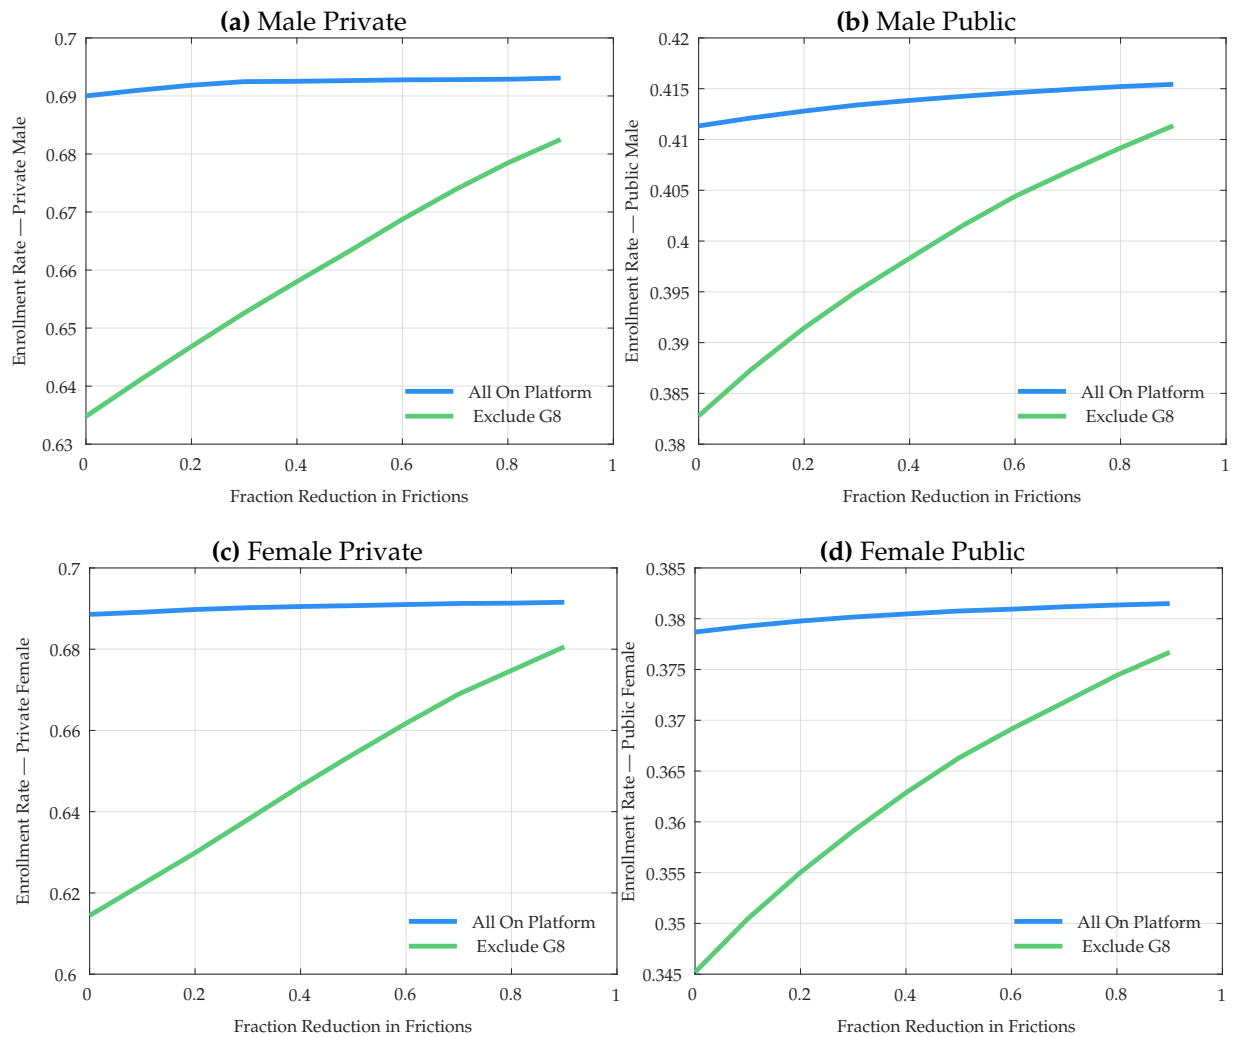 (a) Male Private
0.7
0.69
0.68
0.67
0.66
0.65
0.64
0.63
Enrollment Rate — Private Male
All On Platform
Exclude G8
0 0.2 0.4 0.6 0.8 1
Fraction Reduction in Frictions
(b) Male Public
0.42
0.415
0.41
0.405
0.4
0.395
0.39
0.385
0.38
Enrollment Rate — Public Male
All On Platform
Exclude G8
0 0.2 0.4 0.6 0.8 1
Fraction Reduction in Frictions
(c) Female Private
0.7
0.68
0.66
0.64
0.62
0.6
Enrollment Rate — Private Female
All On Platform
Exclude G8
0 0.2 0.4 0.6 0.8 1
Fraction Reduction in Frictions
(d) Female Public
0.385
0.38
0.375
0.37
0.365
0.36
0.355
0.35
0.345
Enrollment Rate — Public Female
All On Platform
Exclude G8
0 0.2 0.4 0.6 0.8 1
Fraction Reduction in Frictions